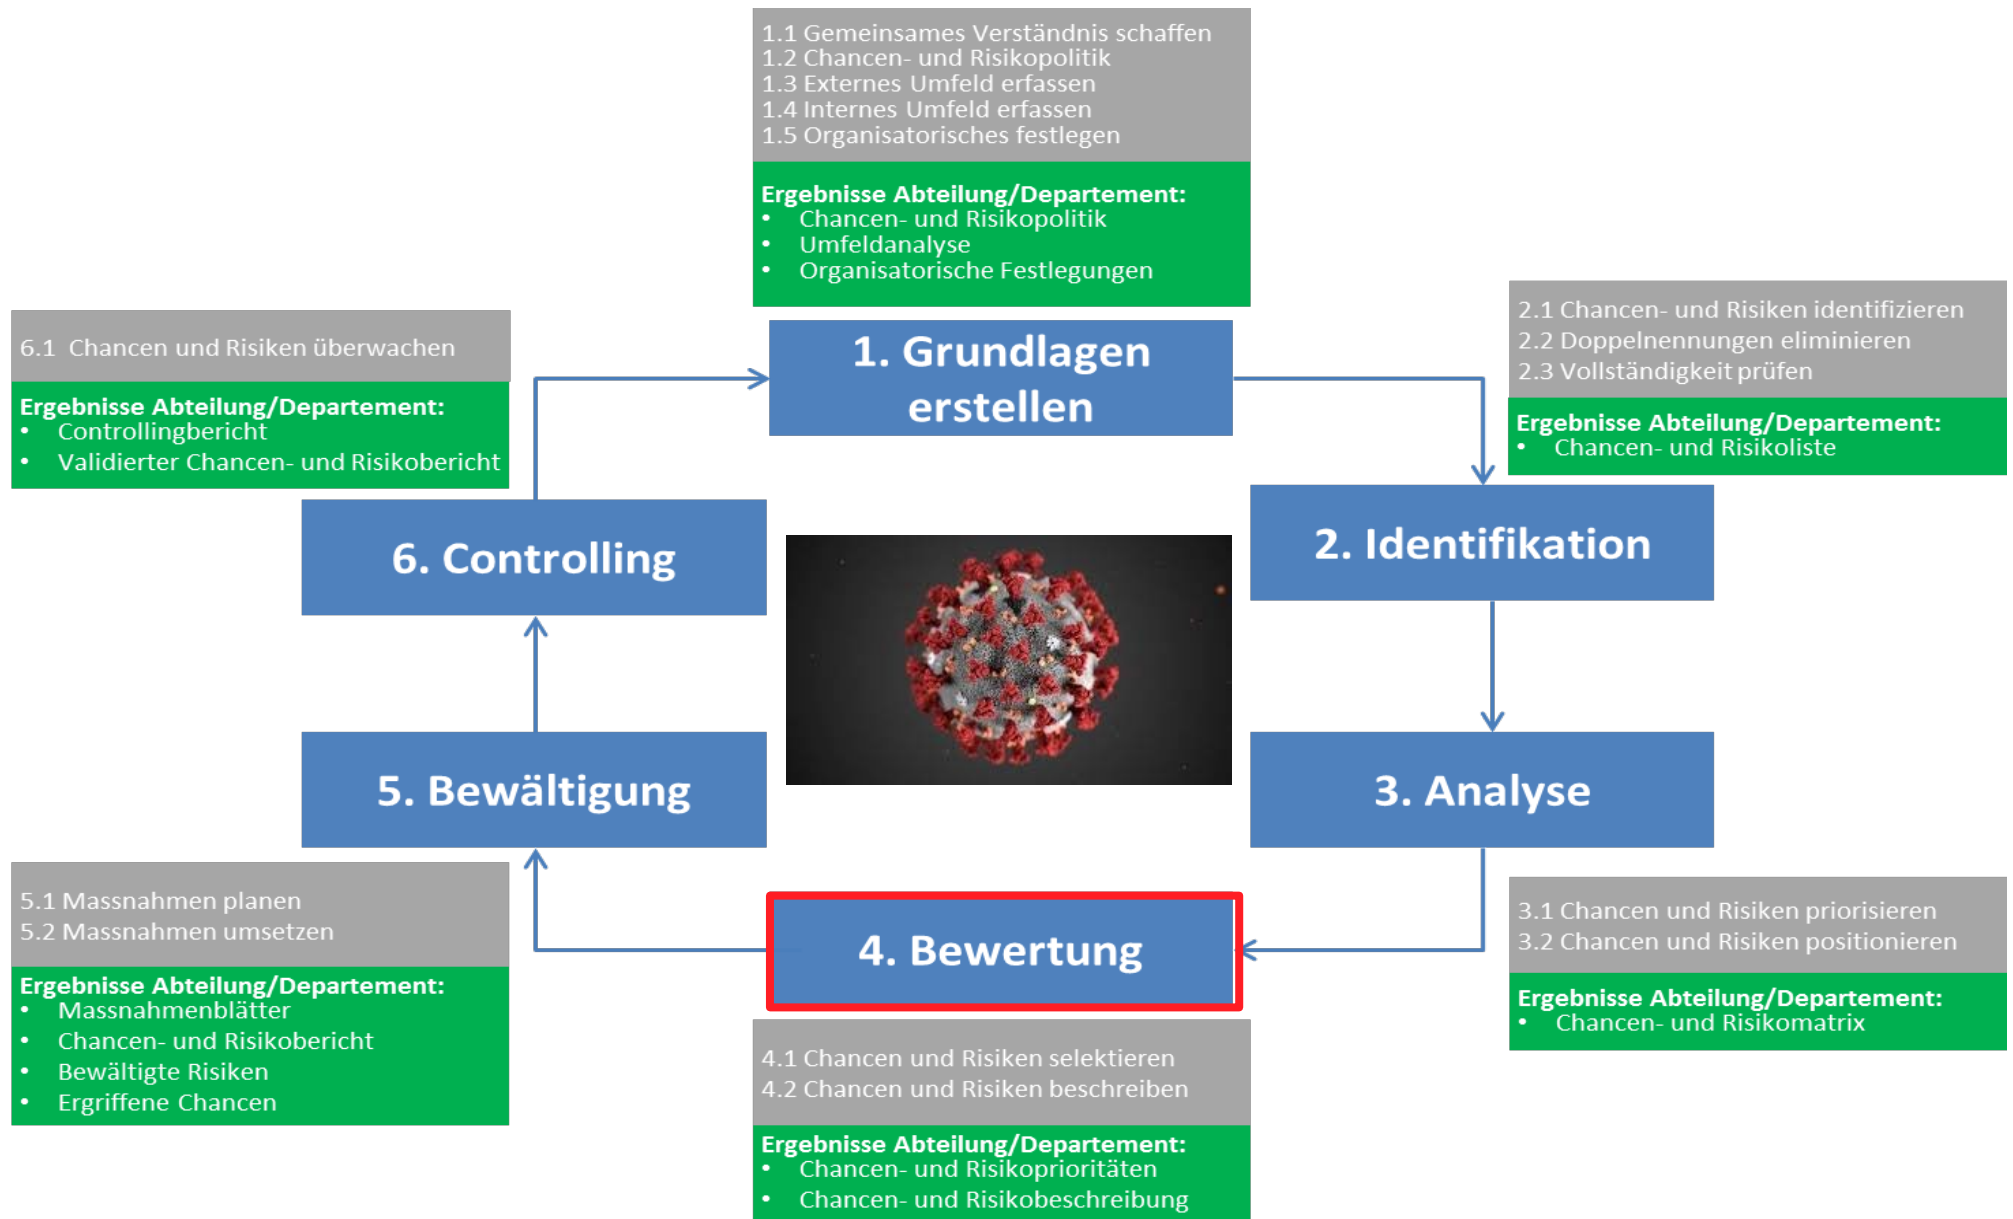 1.1 Gemeinsames Verständnis schaffen
1.2 Chancen- und Risikopolitik
1.3 Externes Umfeld erfassen
1.4 Internes Umfeld erfassen
1.5 Organisatorisches festlegen
Ergebnisse Abteilung/Departement:
• Chancen- und Risikopolitik
• Umfeldanalyse
• Organisatorische Festlegungen
1. Grundlagen
erstellen
2.1 Chancen- und Risiken identifizieren
2.2 Doppelnennungen eliminieren
2.3 Vollständigkeit prüfen
Ergebnisse Abteilung/Departement:
• Chancen- und Risikoliste
2. Identifikation
3. Analyse
3.1 Chancen und Risiken priorisieren
3.2 Chancen und Risiken positionieren
Ergebnisse Abteilung/Departement:
• Chancen- und Risikomatrix
4. Bewertung
4.1 Chancen und Risiken selektieren
4.2 Chancen und Risiken beschreiben
Ergebnisse Abteilung/Departement:
• Chancen- und Risikoprioritäten
• Chancen- und Risikobeschreibung
5. Bewältigung
5.1 Massnahmen planen
5.2 Massnahmen umsetzen
Ergebnisse Abteilung/Departement:
• Massnahmenblätter
• Chancen- und Risikobericht
• Bewältigte Risiken
• Ergriffene Chancen
6.1 Chancen und Risiken überwachen
Ergebnisse Abteilung/Departement:
• Controllingbericht
• Validierter Chancen- und Risikobericht
6. Controlling